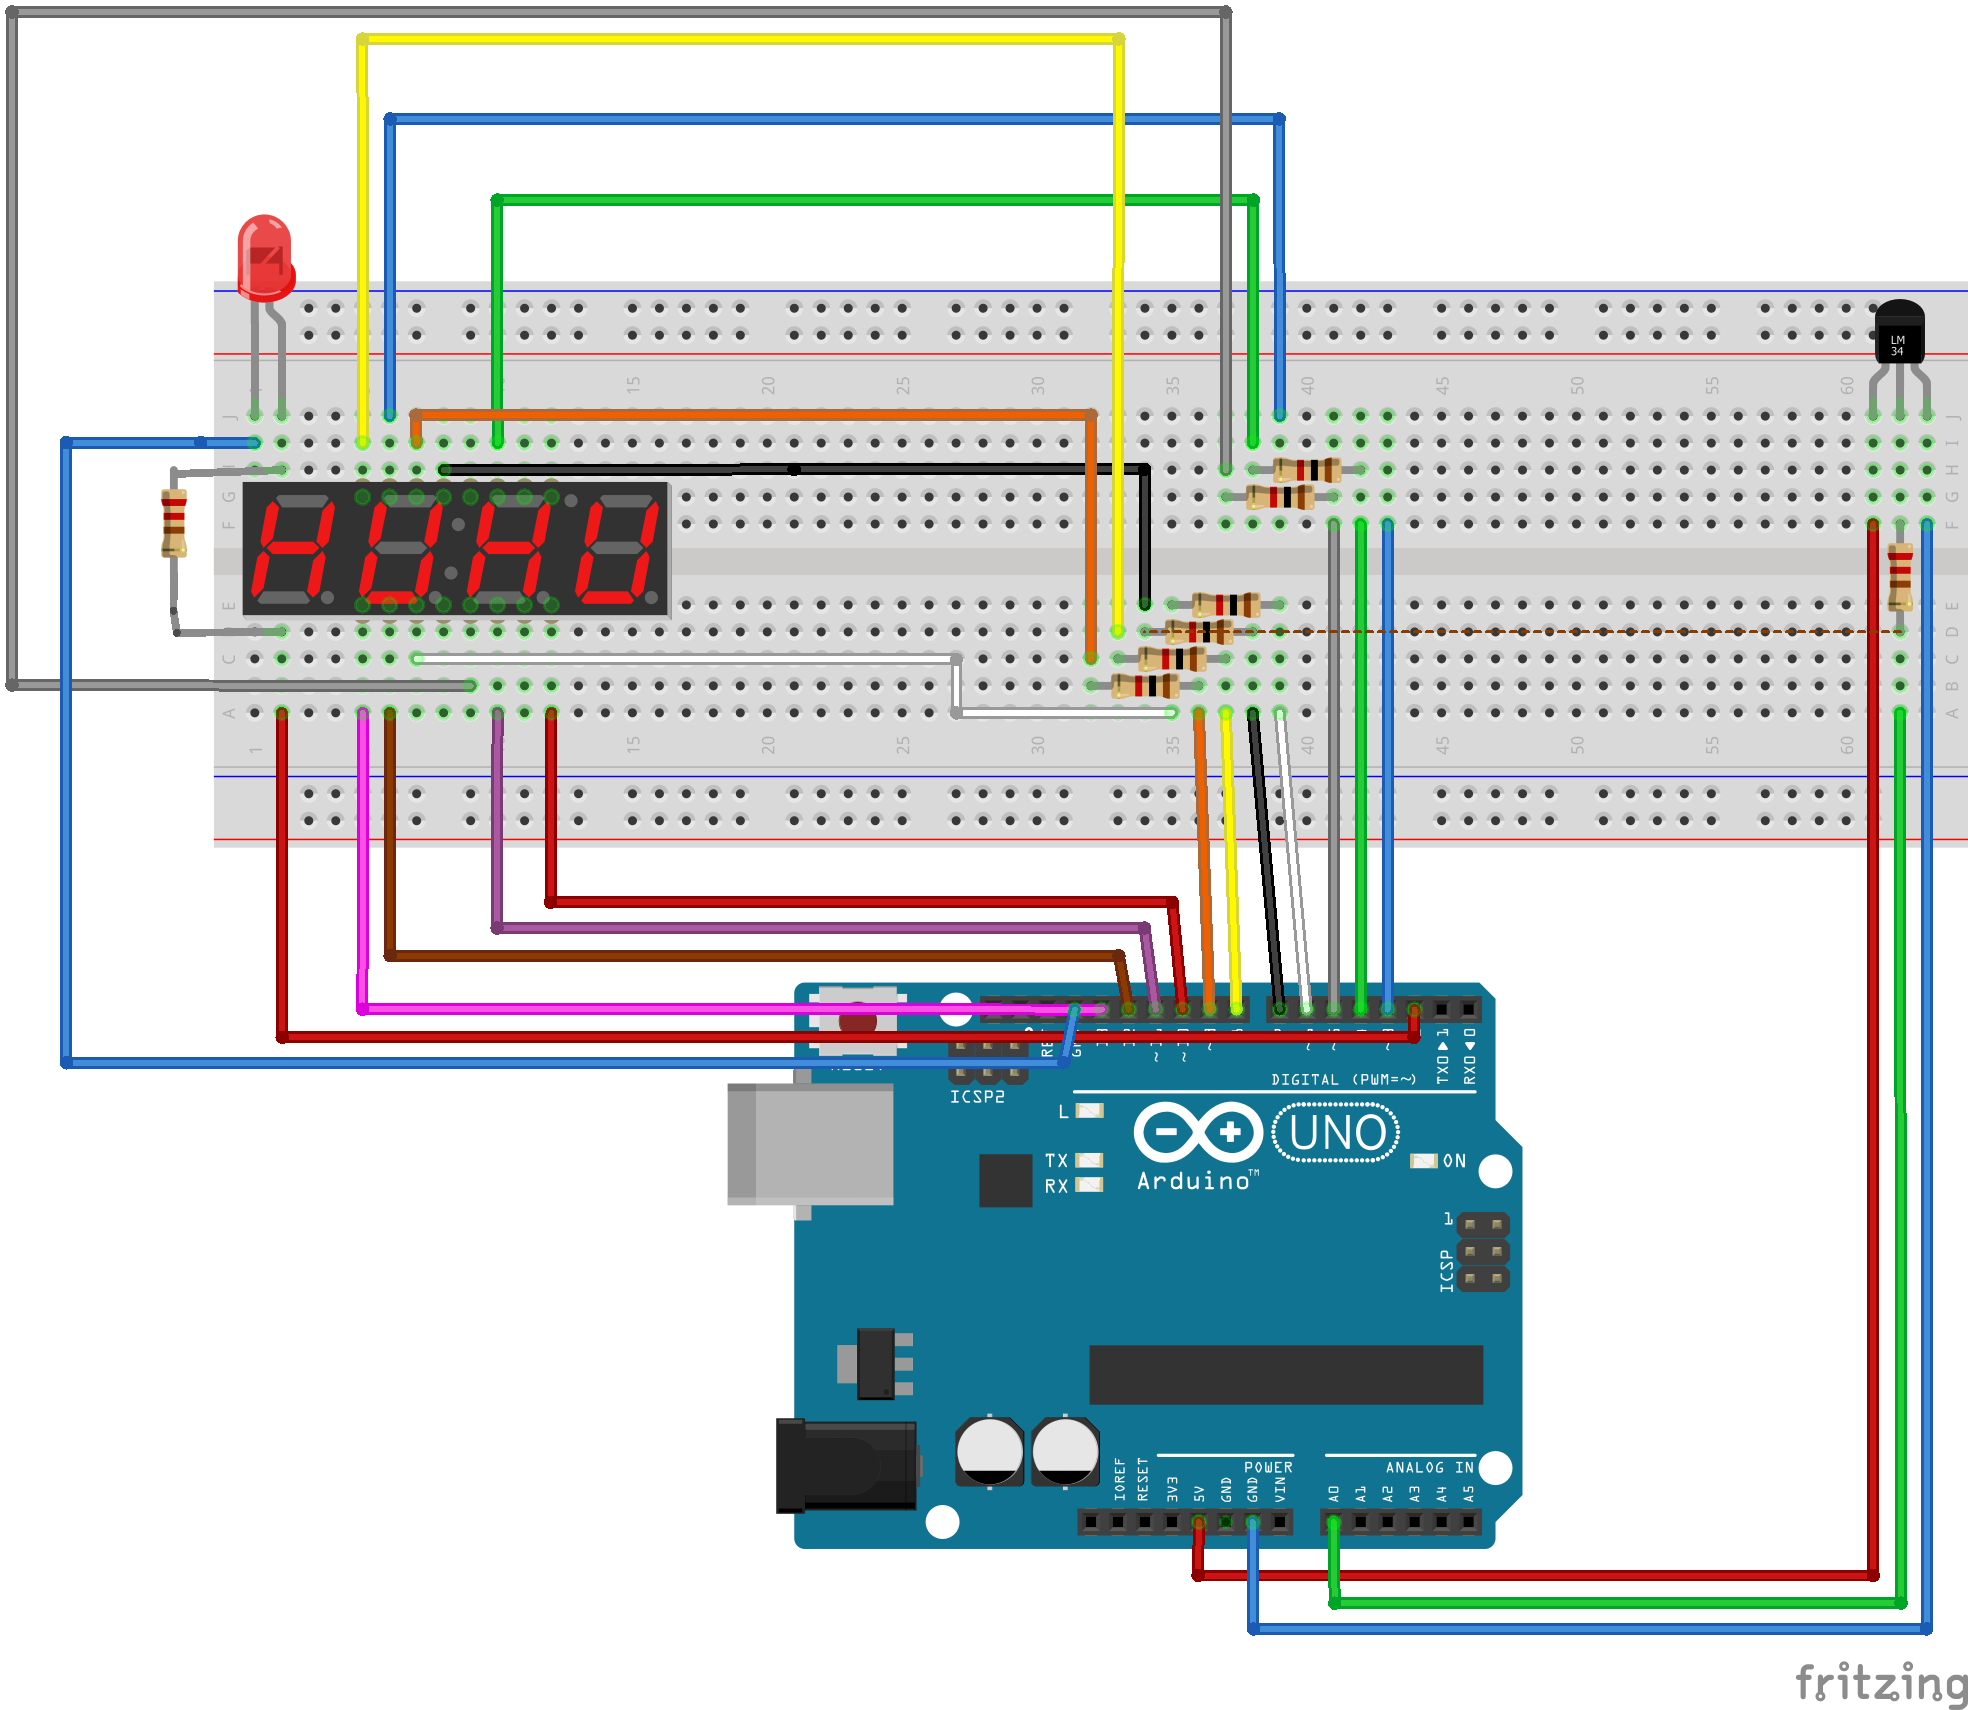 LM
34
15
20
25
35
40
45
50
55
60
J
I
H
G
F
E
D
C
B
A
J
G
F
E
C
A
1
15
20
25
30
35
40
45
50
55
60
TX0▶1
RX0◀0
DIGITAL (PWM=~)
ICSP2
L
UNO
TX
RX
ON
Arduino™
1
ICSP
POWER
ANALOG IN
IOREF
RESET
3V3
5V
GND
GND
VIN
A0
A1
A2
A3
A4
A5
fritzing